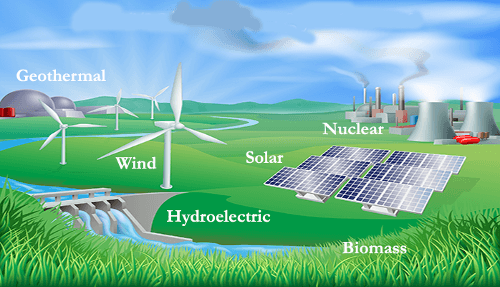 Geothermal
Nuclear
Wind
Solar
Hydroelectric
Biomass